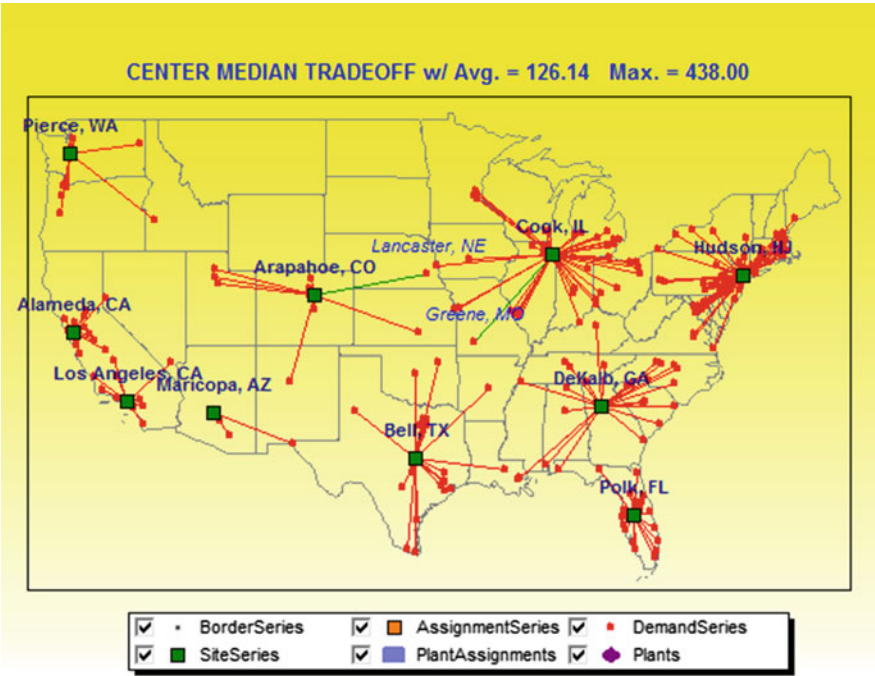 CENTER MEDIAN TRADEOFF w/ Avg. = 126.14 Max. = 438.00
Pierce, WA
Cook, IL
Lancaster, NE
Hudson, NJ
Arapahoe, CO
Alameda, CA
Greene, MO
Los Angeles, CA
Maricopa, AZ
DeKalb, GA
Bell, TX
Polk, FL
BorderSeries AssignmentSeries DemandSeries
SiteSeries PlantAssignments Plants